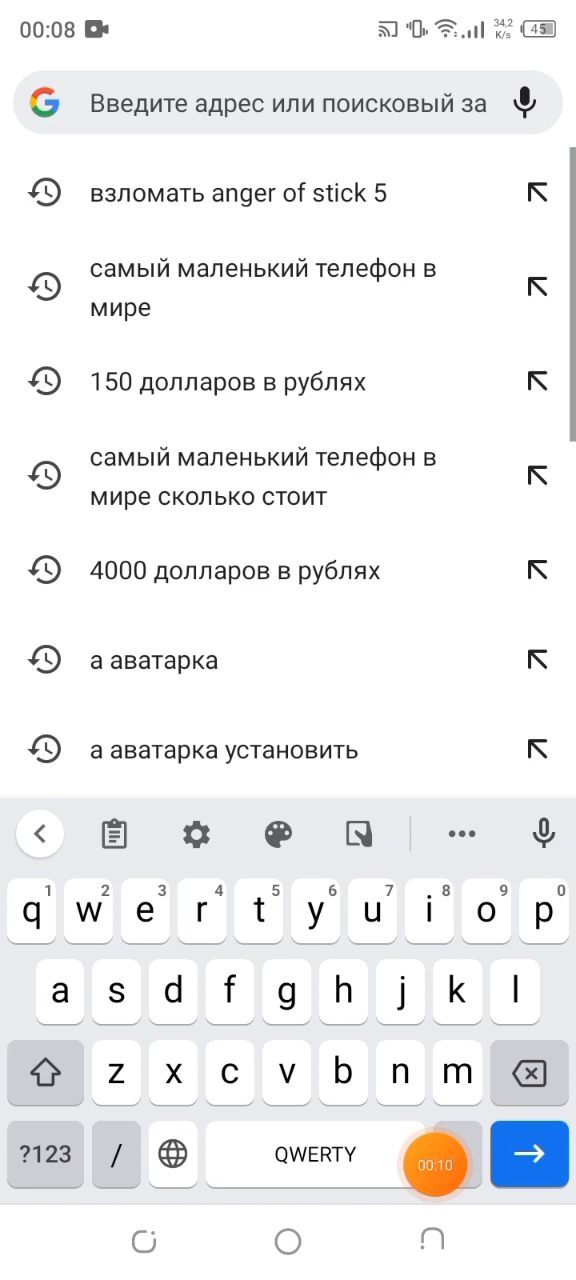 00:08
34,2
K/s
45
Введите адрес или поисковый за
взломать anger of stick 5
самый маленький телефон в
мире
150 долларов в рублях
самый маленький телефон в
мире сколько стоит
4000 долларов в рублях
а аватарка
а аватарка установить
1 2 3 4 5 6 7 8 9 0
q w e r t y u i o p
a s d f g h j k l
z x c v b n m
?123 / QWERTY 00:10